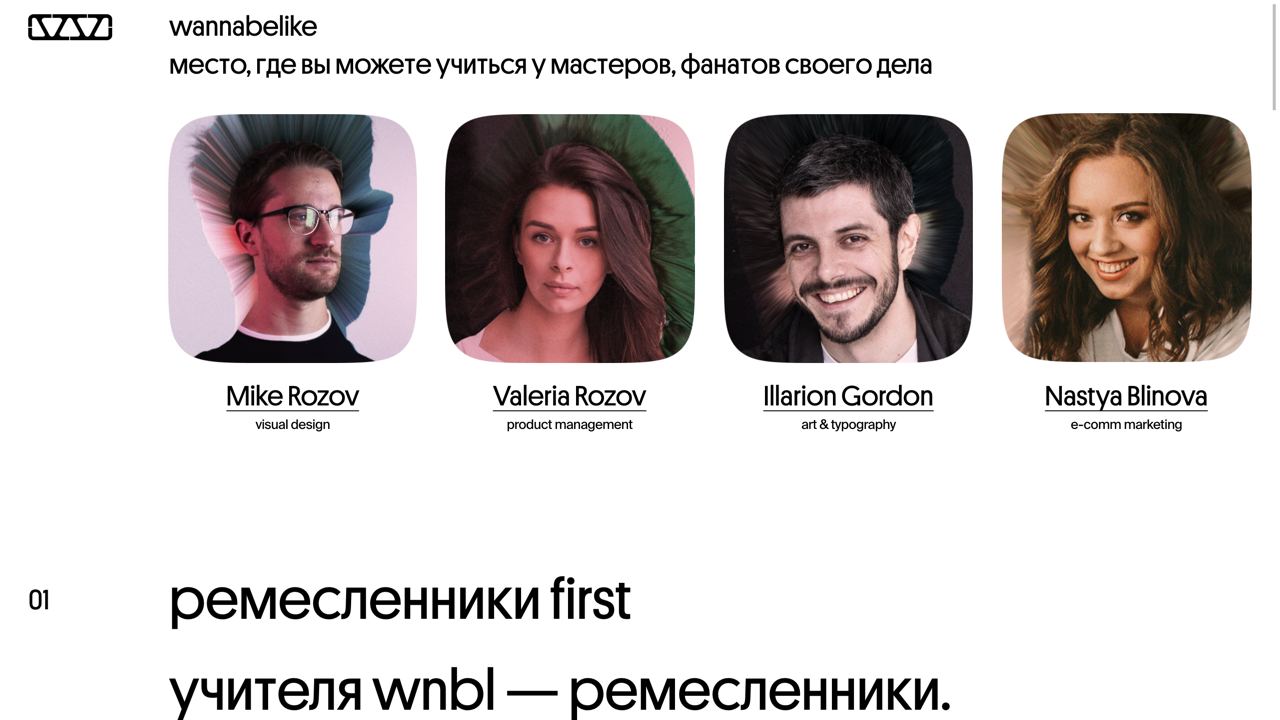 wannabelike
место, где вы можете учиться у мастеров, фанатов своего дела
Mike Rozov
visual design
Valeria Rozov
product management
Illarion Gordon
art & typography
Nastya Blinova
e-comm marketing
01
ремесленники first
учителя wnbl — ремесленники.